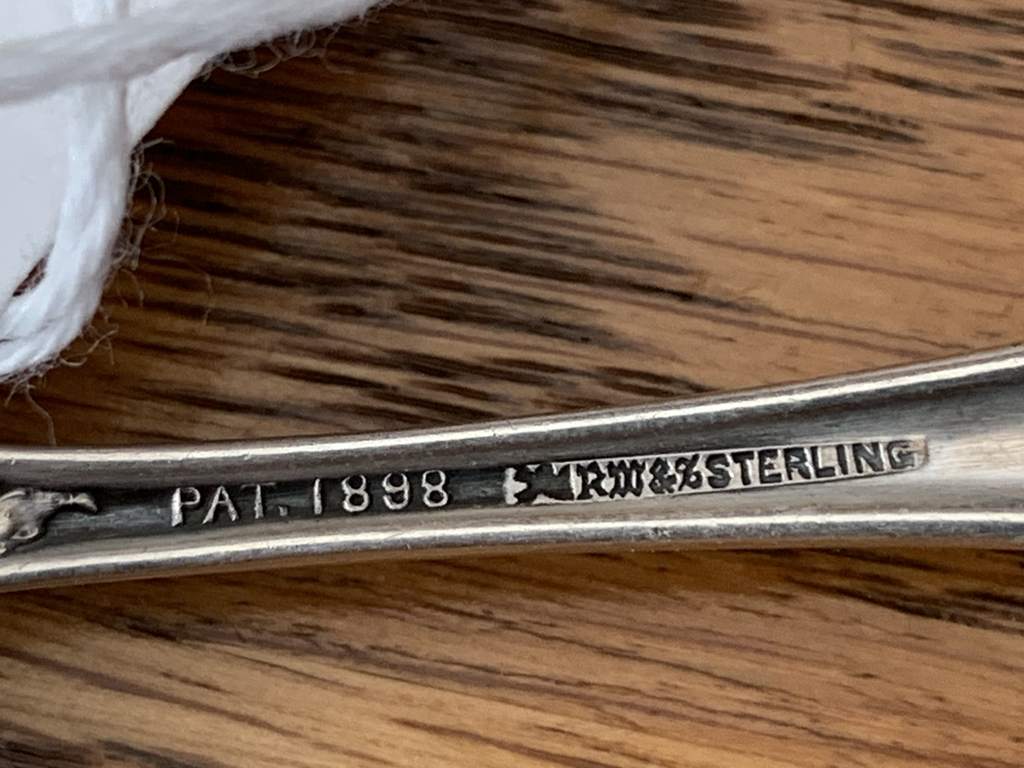 PAT. 1898 RW&S STERLING